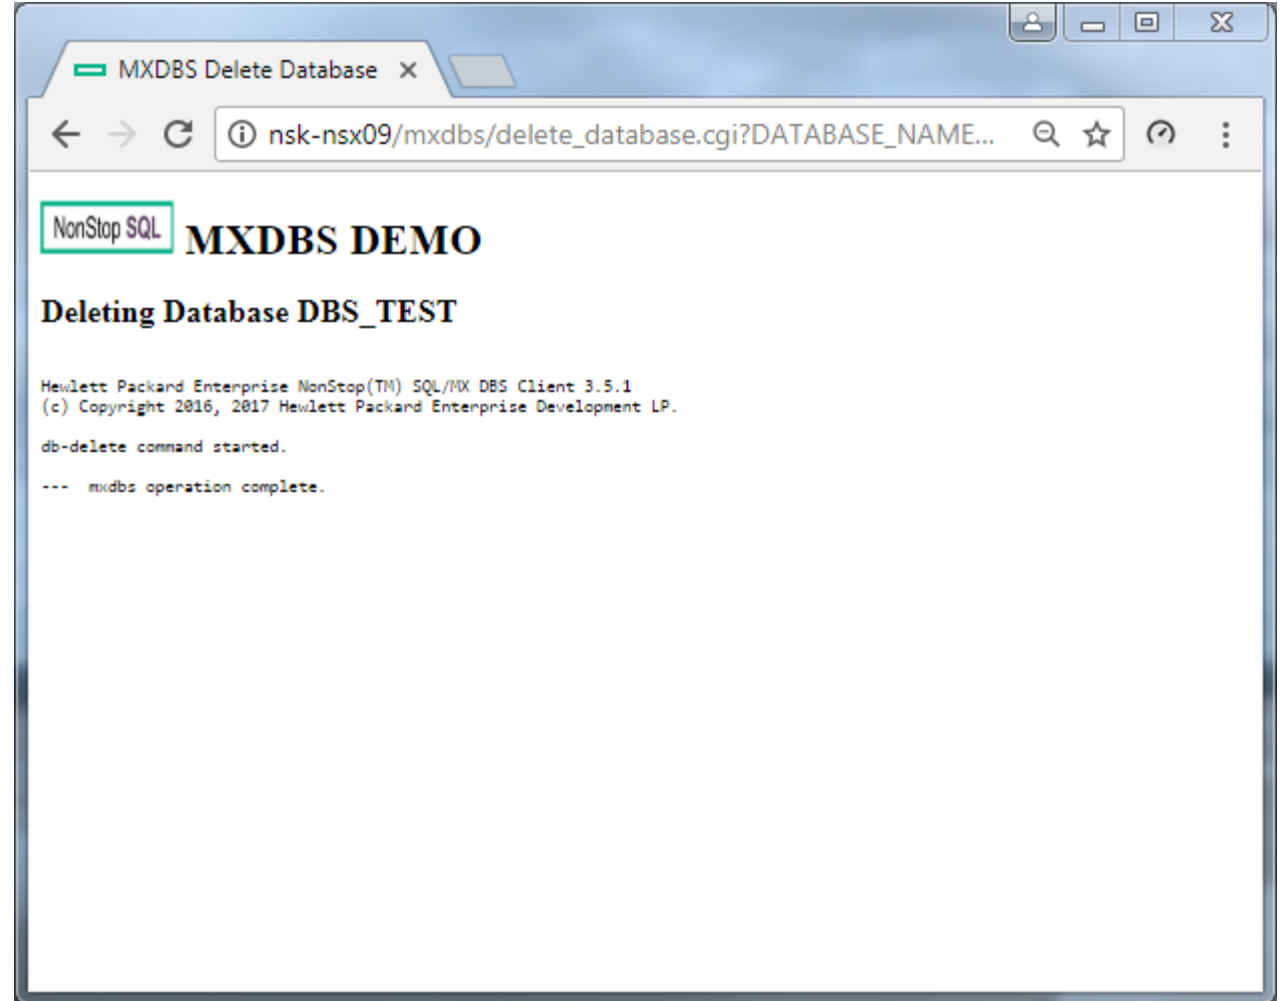 MXDBS Delete Database
nsk-nsx09/mxdbs/delete_database.cgi?DATABASE_NAME...
NonStop SQL MXDBS DEMO
Deleting Database DBS_TEST
Hewlett Packard Enterprise NonStop(TM) SQL/MX DBS Client 3.5.1
(c) Copyright 2016, 2017 Hewlett Packard Enterprise Development LP.
db-delete command started.
--- mxdbs operation complete.